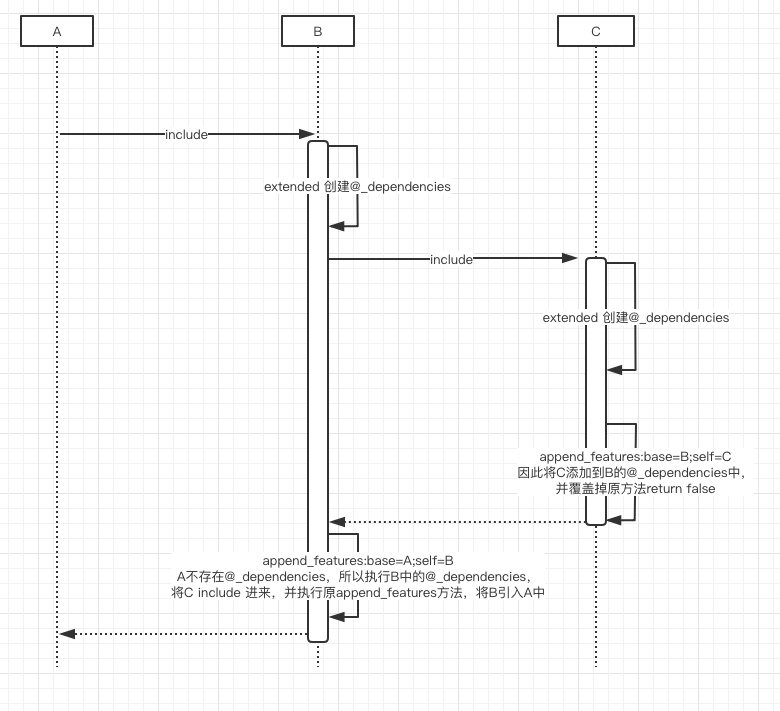 A
B
C
include
extended 创建@_dependencies
include
extended 创建@_dependencies
append_features:base=B;self=C
因此将C添加到B的@_dependencies中，
并覆盖掉原方法return false
append_features:base=A;self=B
A不存在@_dependencies，所以执行B中的@_dependencies，
将C include 进来，并执行原append_features方法，将B引入A中